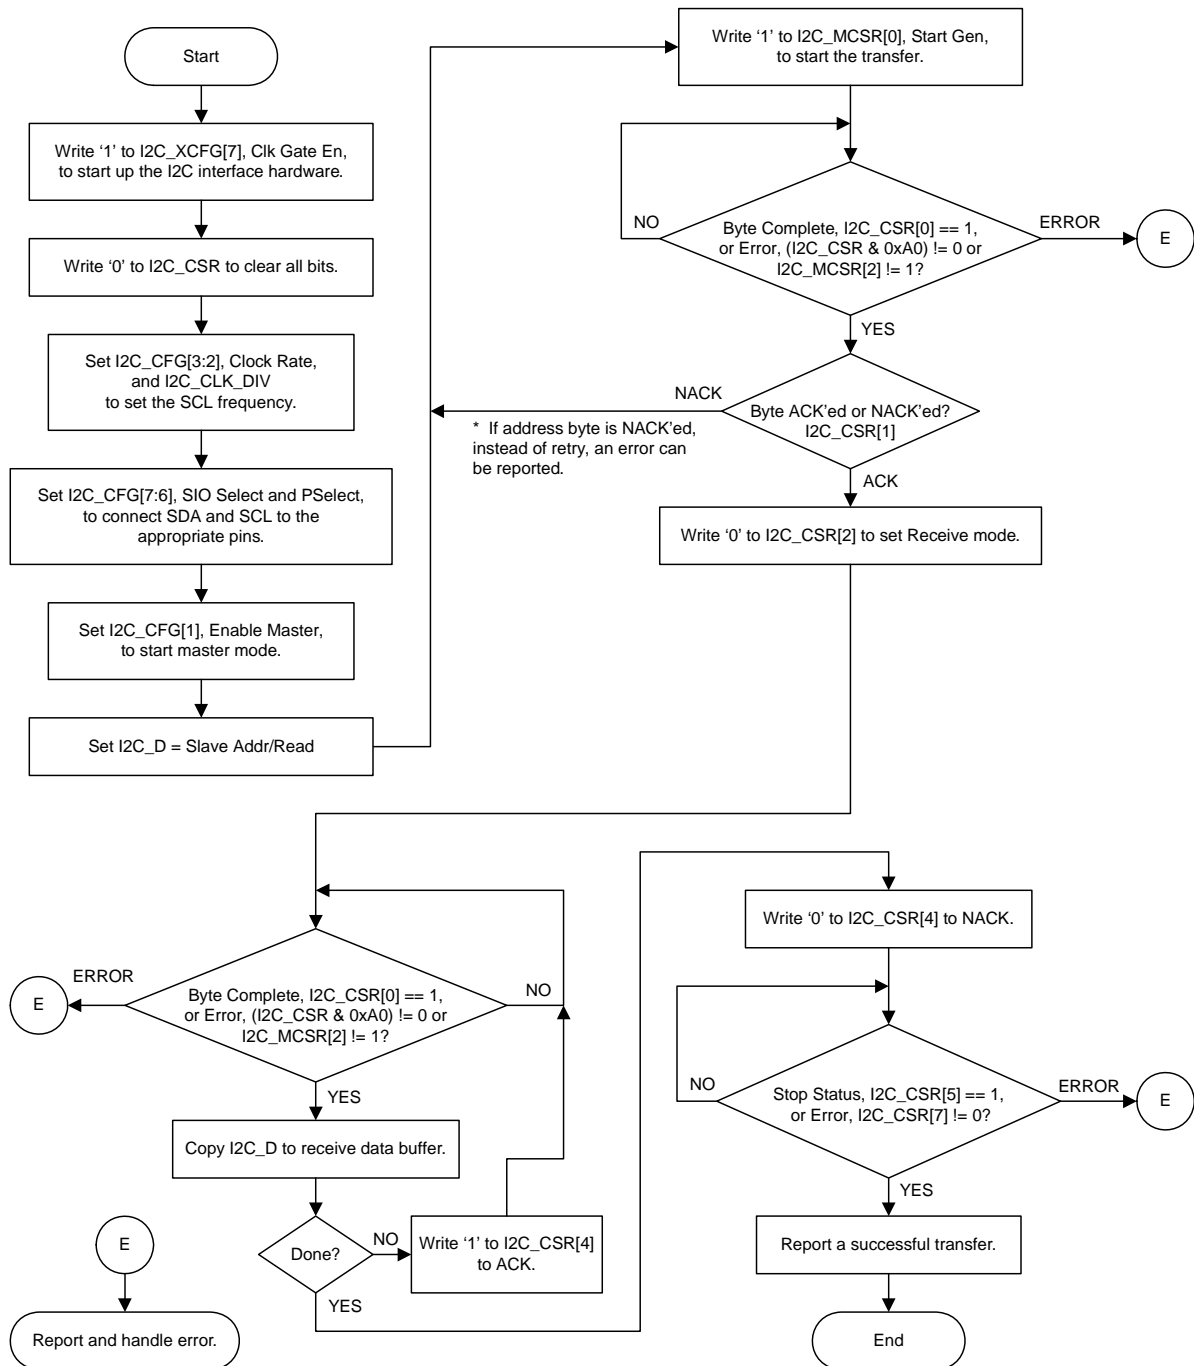 Start
Write ‘1’ to I2C_XCFG[7], Clk Gate En,
to start up the I2C interface hardware.
Write ‘0’ to I2C_CSR to clear all bits.
Set I2C_CFG[3:2], Clock Rate,
and I2C_CLK_DIV
to set the SCL frequency.
Set I2C_CFG[7:6], SIO Select and PSelect,
to connect SDA and SCL to the
appropriate pins.
Set I2C_CFG[1], Enable Master,
to start master mode.
Set I2C_D = Slave Addr/Read
Write ‘1’ to I2C_MCSR[0], Start Gen,
to start the transfer.
NO
Byte Complete, I2C_CSR[0] == 1,
or Error, (I2C_CSR & 0xA0) != 0 or
I2C_MCSR[2] != 1?
ERROR
E
YES
NACK
Byte ACK’ed or NACK’ed?
I2C_CSR[1]
* If address byte is NACK’ed,
instead of retry, an error can
be reported.
ACK
Write ‘0’ to I2C_CSR[2] to set Receive mode.
E
ERROR
Byte Complete, I2C_CSR[0] == 1,
or Error, (I2C_CSR & 0xA0) != 0 or
I2C_MCSR[2] != 1?
NO
YES
Copy I2C_D to receive data buffer.
Done?
NO
Write ‘1’ to I2C_CSR[4]
to ACK.
YES
E
Report and handle error.
Write ‘0’ to I2C_CSR[4] to NACK.
NO
Stop Status, I2C_CSR[5] == 1,
or Error, I2C_CSR[7] != 0?
ERROR
E
YES
Report a successful transfer.
End